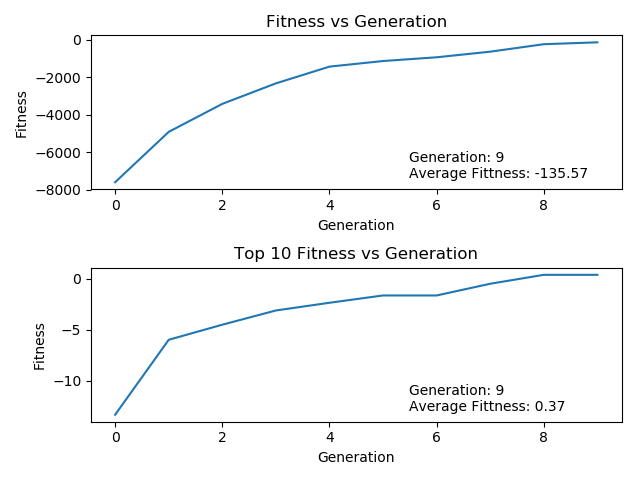 Fitness vs Generation
0
−2000
−4000
−6000
−8000
Fitness
Generation: 9
Average Fittness: -135.57
0 2 4 6 8
Generation
Top 10 Fitness vs Generation
0
−5
−10
Fitness
Generation: 9
Average Fittness: 0.37
0 2 4 6 8
Generation